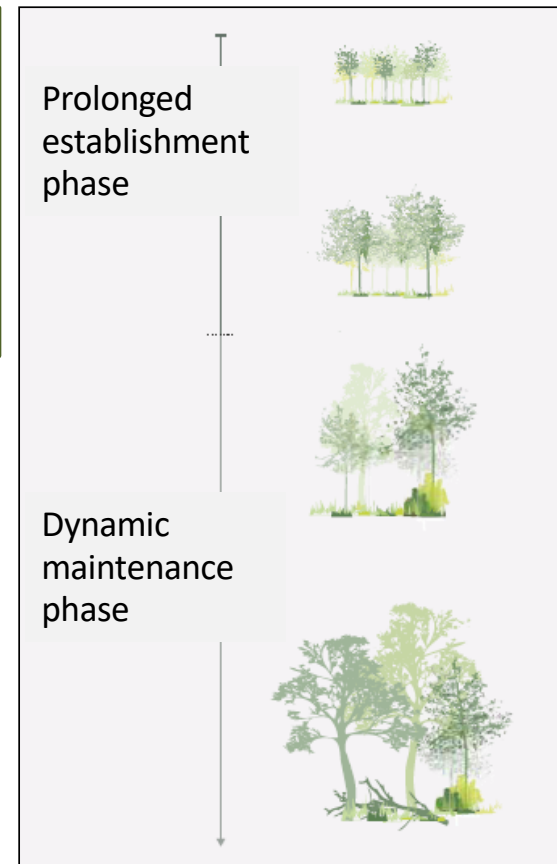 Prolonged
establishment
phase
Dynamic
maintenance
phase